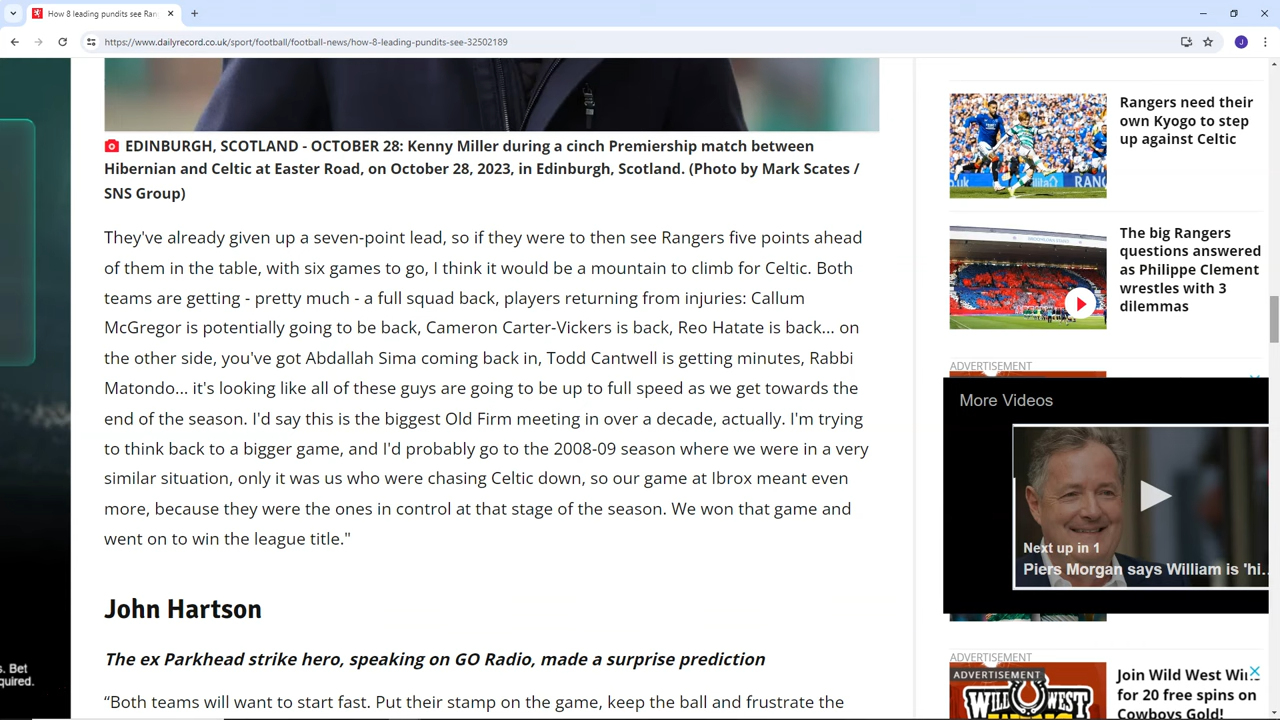 How 8 leading pundits see Ran
https://www.dailyrecord.co.uk/sport/football/football-news/how-8-leading-pundits-see-32502189
J
EDINBURGH, SCOTLAND - OCTOBER 28: Kenny Miller during a cinch Premiership match between
Hibernian and Celtic at Easter Road, on October 28, 2023, in Edinburgh, Scotland. (Photo by Mark Scates /
SNS Group)
They've already given up a seven-point lead, so if they were to then see Rangers five points ahead
of them in the table, with six games to go, I think it would be a mountain to climb for Celtic. Both
teams are getting - pretty much - a full squad back, players returning from injuries: Callum
McGregor is potentially going to be back, Cameron Carter-Vickers is back, Reo Hatate is back... on
the other side, you've got Abdallah Sima coming back in, Todd Cantwell is getting minutes, Rabbi
Matondo... it's looking like all of these guys are going to be up to full speed as we get towards the
end of the season. I'd say this is the biggest Old Firm meeting in over a decade, actually. I'm trying
to think back to a bigger game, and I'd probably go to the 2008-09 season where we were in a very
similar situation, only it was us who were chasing Celtic down, so our game at Ibrox meant even
more, because they were the ones in control at that stage of the season. We won that game and
went on to win the league title."
John Hartson
The ex Parkhead strike hero, speaking on GO Radio, made a surprise prediction
“Both teams will want to start fast. Put their stamp on the game, keep the ball and frustrate the
s. Bet
quired.
Rangers need their
own Kyogo to step
up against Celtic
The big Rangers
questions answered
as Philippe Clement
wrestles with 3
dilemmas
ADVERTISEMENT
More Videos
Next up in 1
Piers Morgan says William is 'hi...
ADVERTISEMENT
ADVERTISEMENT
WILD WEST
Join Wild West Win:
for 20 free spins on
Cowboys Gold!